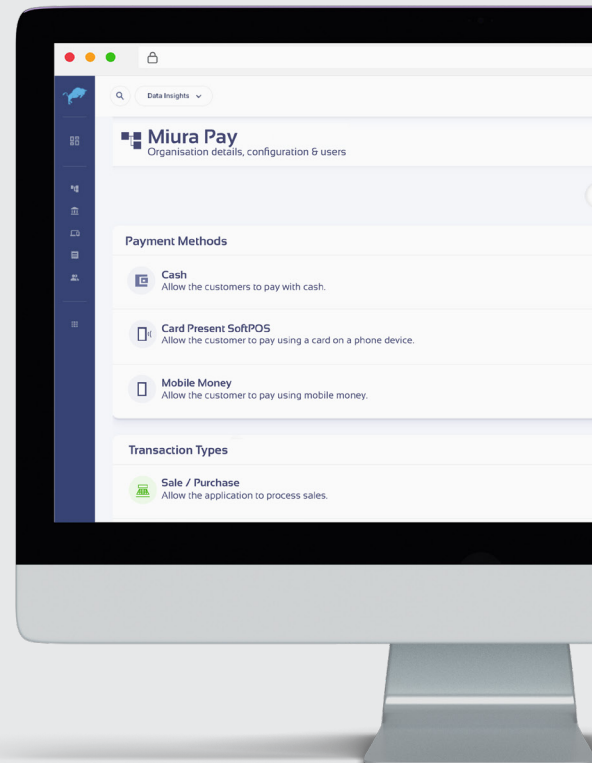 Data Insights
Miura Pay
Organisation details, configuration & users
Payment Methods
Cash
Allow the customers to pay with cash.
Card Present SoftPOS
Allow the customer to pay using a card on a phone device.
Mobile Money
Allow the customer to pay using mobile money.
Transaction Types
Sale / Purchase
Allow the application to process sales.